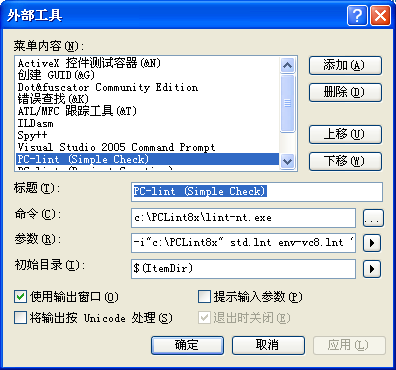 外部工具
菜单内容(N):
ActiveX 控件测试容器(&N)
创建 GUID(&G)
Dot&fuscator Community Edition
错误查找(&K)
ATL/MFC 跟踪工具(&T)
ILDasm
Spy++
Visual Studio 2005 Command Prompt
PC-lint (Simple Check)
添加(A)
删除(D)
上移(U)
下移(W)
标题(T):
PC-lint (Simple Check)
命令(C):
c:\PCLint8x\lint-nt.exe
...
参数(R):
-i"c:\PCLint8x" std.lnt env-vc8.lnt
初始目录(I):
$(ItemDir)
使用输出窗口(O)
提示输入参数(P)
将输出按 Unicode 处理(S)
退出时关闭(E)
确定
取消
应用(L)